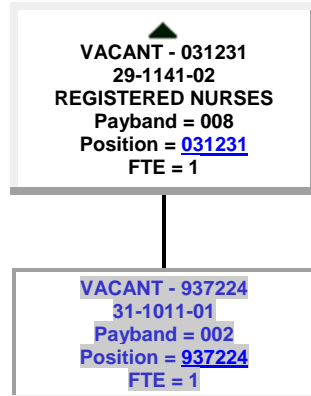 VACANT - 031231
29-1141-02
REGISTERED NURSES
Payband = 008
Position = 031231
FTE = 1
VACANT - 937224
31-1011-01
Payband = 002
Position = 937224
FTE = 1